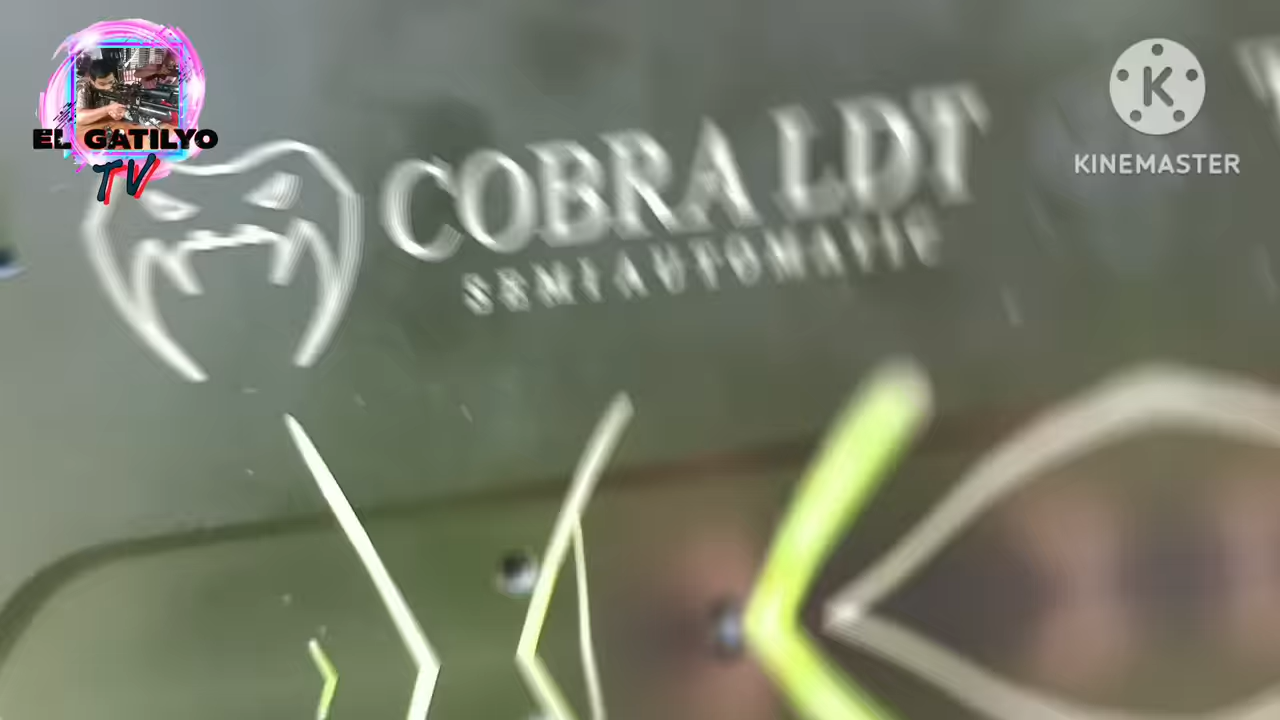 EL GATILYO
TV
K
KINEMASTER
COBRA LDT
SEMIAUTOMATIC